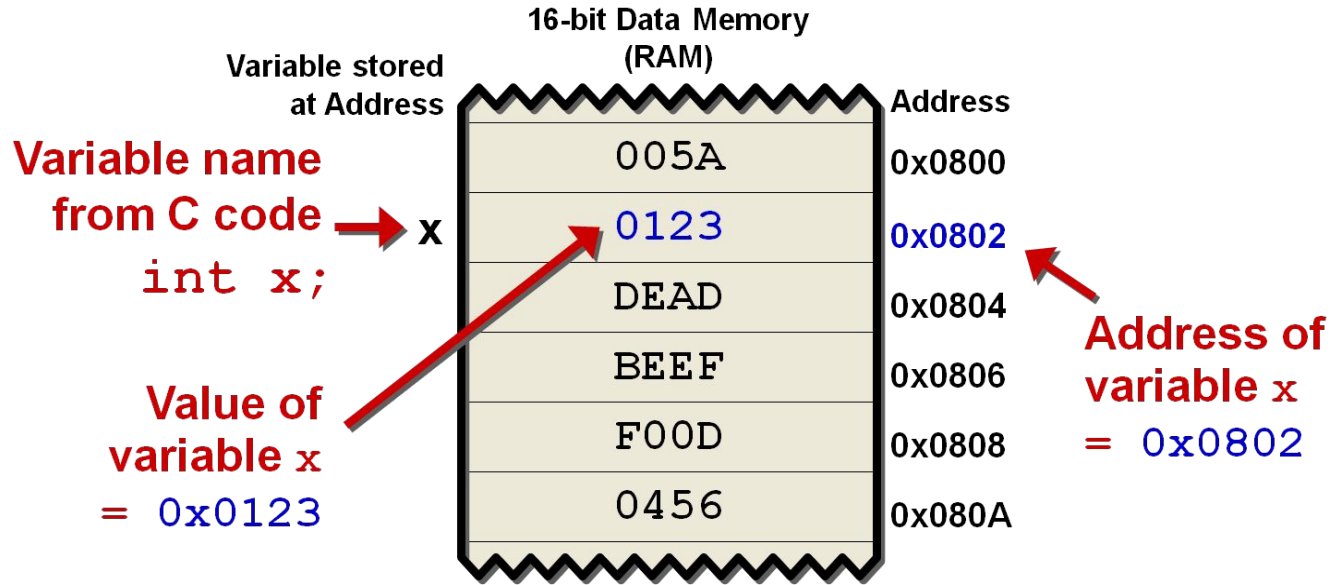 16-bit Data Memory
(RAM)
Variable stored
at Address
Address
Variable name
from C code
int x;
x
005A
0x0800
0123
0x0802
DEAD
0x0804
BEEF
0x0806
F00D
0x0808
0456
0x080A
Value of
variable x
= 0x0123
Address of
variable x
= 0x0802